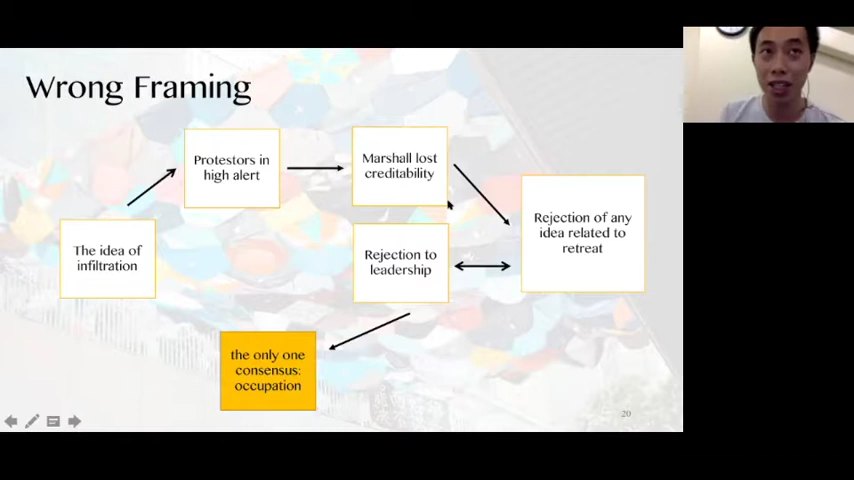 Wrong Framing
Protestors in
high alert
Marshall lost
creditability
Rejection of any
idea related to
retreat
The idea of
infiltration
Rejection to
leadership
the only one
consensus:
occupation
20